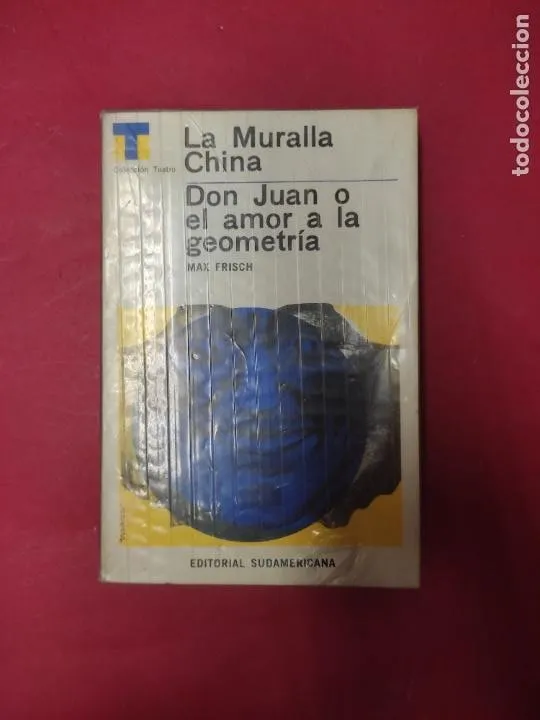 La Muralla
China
Colección Teatro
Don Juan o
el amor a la
geometría
MAX FRISCH
EDITORIAL SUDAMERICANA
todocoleccion